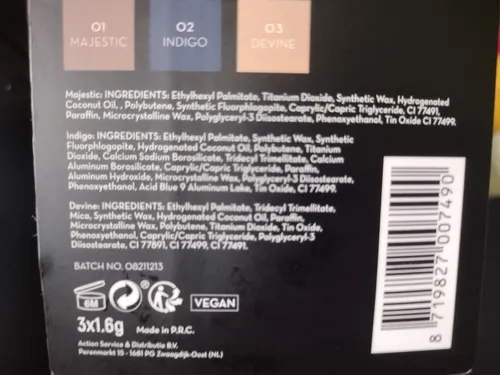 01 02 03
MAJESTIC INDIGO DEVINE
Majestic: INGREDIENTS: Ethylhexyl Palmitate, Titanium Dioxide, Synthetic Wax, Hydrogenated
Coconut Oil, , Polybutene, Synthetic Fluorphlogopite, Caprylic/Capric Triglyceride, CI 77491,
Paraffin, Microcrystalline Wax, Polyglyceryl-3 Diisostearate, Phenoxyethanol, Tin Oxide, CI 77499.
Indigo: INGREDIENTS: Ethylhexyl Palmitate, Synthetic Wax, Synthetic
Fluorphlogopite, Hydrogenated Coconut Oil, Polybutene, Titanium
Dioxide, Calcium Sodium Borosilicate, Tridecyl Trimellitate, Calcium
Aluminum Borosilicate, Caprylic/Capric Triglyceride, Paraffin,
Aluminum Hydroxide, Microcrystalline Wax, Polyglyceryl-3 Diisostearate,
Phenoxyethanol, Acid Blue 9 Aluminum Lake, Tin Oxide, CI 77491.
Devine: INGREDIENTS: Ethylhexyl Palmitate, Tridecyl Trimellitate,
Mica, Synthetic Wax, Hydrogenated Coconut Oil, Paraffin,
Microcrystalline Wax, Polybutene, Titanium Dioxide, Tin Oxide,
Phenoxyethanol, Caprylic/Capric Triglyceride, Polyglyceryl-3
Diisostearate, CI 77891, CI 77499, CI 77491.
BATCH NO. 08211213
6M VEGAN
3x1.6g Made in P.R.C.
Action Service & Distributie B.V.
Perenmarkt 15 - 1681 PG Zwaagdijk-Oost (NL)
8 719827 007490